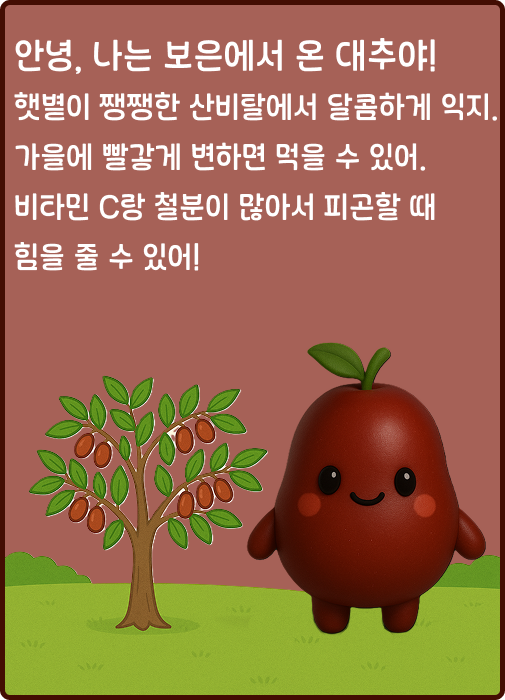 안녕, 나는 보은에서 온 대추야!
햇볕이 쨍쨍한 산비탈에서 달콤하게 익지.
가을에 빨갛게 변하면 먹을 수 있어.
비타민 C랑 철분이 많아서 피곤할 때
힘을 줄 수 있어!